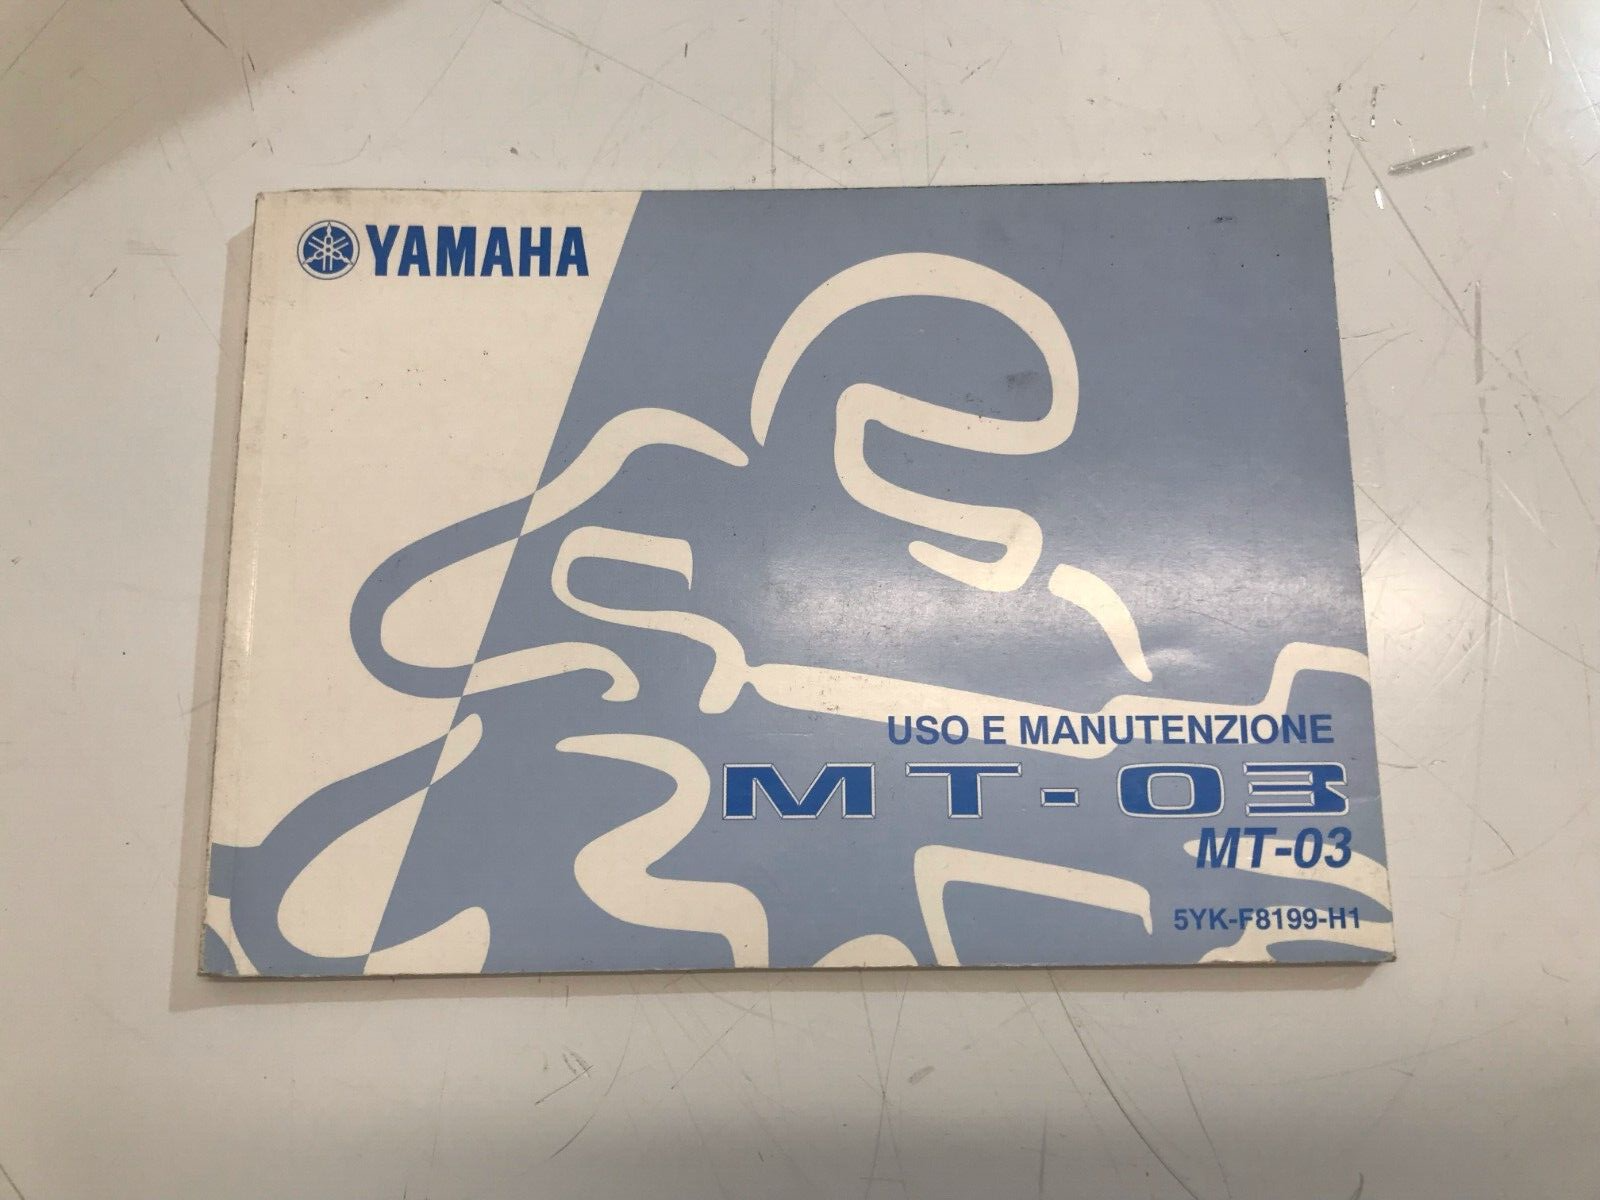 YAMAHA
USO E MANUTENZIONE
MT-03
MT-03
5YK-F8199-H1